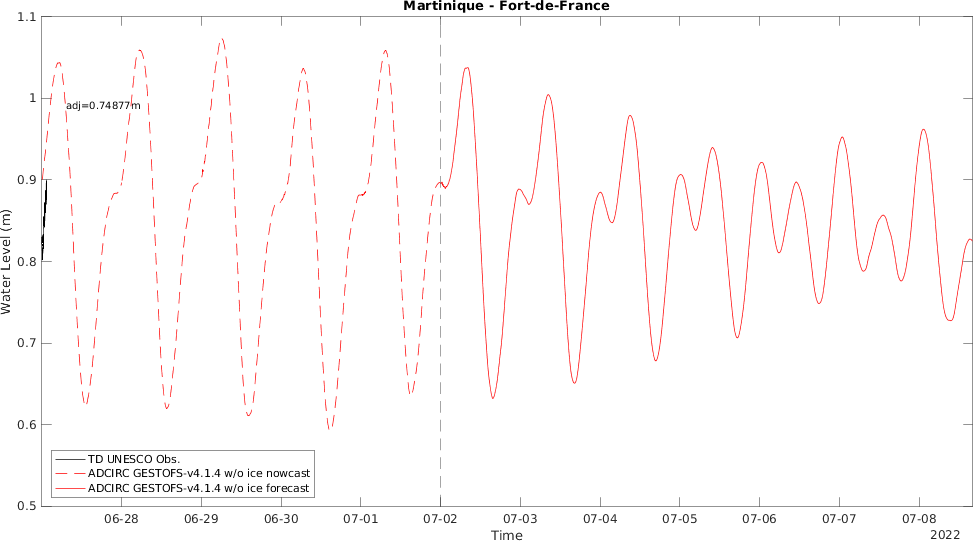 Martinique - Fort-de-France
1.1
1
0.9
0.8
0.7
0.6
0.5
Water Level (m)
adj=0.74877m
TD UNESCO Obs.
ADCIRC GESTOFS-v4.1.4 w/o ice nowcast
ADCIRC GESTOFS-v4.1.4 w/o ice forecast
06-28 06-29 06-30 07-01 07-02 07-03 07-04 07-05 07-06 07-07 07-08
Time
2022